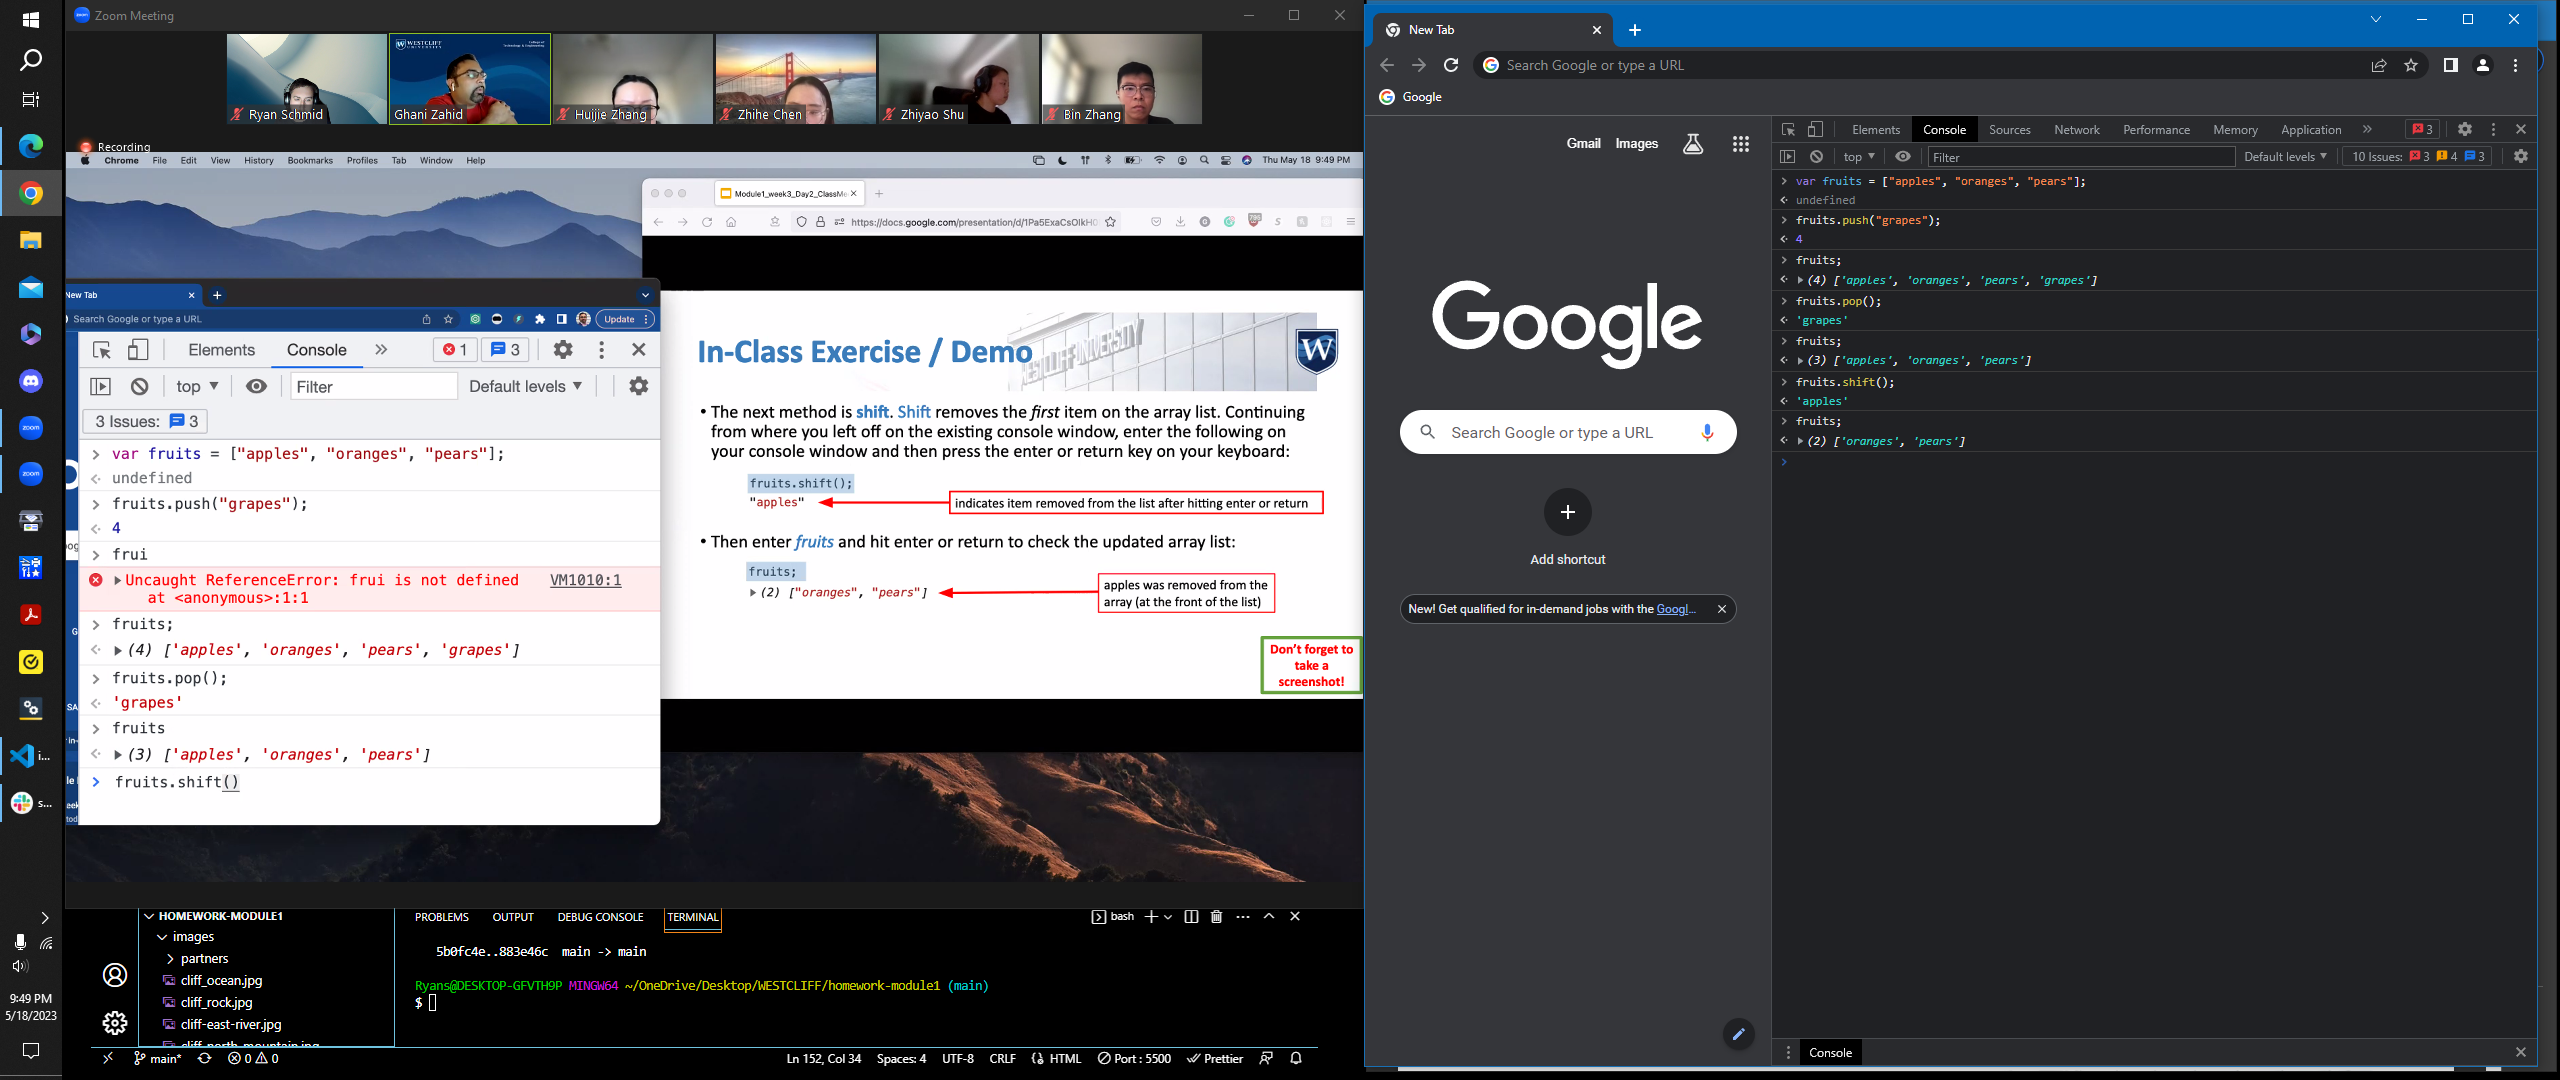 Zoom Meeting
WESTCLIFF
UNIVERSITY
Ryan Schmid
Ghani Zahid
Huijie Zhang
Zhihe Chen
Zhiyao Shu
Bin Zhang
Recording
Chrome File Edit View History Bookmarks Profiles Tab Window Help
Thu May 18 9:49 PM
Module1_week3_Day2_ClassMe
https://docs.google.com/presentation/d/1Pa5ExaCsOIkH0
New Tab
Search Google or type a URL
Update
Elements Console
1 3
top Filter Default levels
3 Issues: 3
var fruits = ["apples", "oranges", "pears"];
undefined
fruits.push("grapes");
4
frui
Uncaught ReferenceError: frui is not defined VM1010:1
at <anonymous>:1:1
fruits;
(4) ['apples', 'oranges', 'pears', 'grapes']
fruits.pop();
'grapes'
fruits
(3) ['apples', 'oranges', 'pears']
fruits.shift()
In-Class Exercise / Demo
WESTCLIFF UNIVERSITY
W
• The next method is shift. Shift removes the first item on the array list. Continuing
from where you left off on the existing console window, enter the following on
your console window and then press the enter or return key on your keyboard:
fruits.shift();
"apples"
indicates item removed from the list after hitting enter or return
• Then enter fruits and hit enter or return to check the updated array list:
fruits;
(2) ["oranges", "pears"]
apples was removed from the
array (at the front of the list)
Don't forget to
take a
screenshot!
HOMEWORK-MODULE1
images
partners
cliff_ocean.jpg
cliff_rock.jpg
cliff-east-river.jpg
cliff_north_mountain.jpg
PROBLEMS OUTPUT DEBUG CONSOLE TERMINAL
bash
5b0fc4e..883e46c main -> main
Ryans@DESKTOP-GFVTH9P MINGW64 ~/OneDrive/Desktop/WESTCLIFF/homework-module1 (main)
$
main* 0 0
Ln 152, Col 34 Spaces: 4 UTF-8 CRLF HTML Port : 5500 Prettier
zoom
zoom
i...
s...
9:49 PM
5/18/2023
New Tab
Search Google or type a URL
Google
Gmail Images
Google
Search Google or type a URL
Add shortcut
New! Get qualified for in-demand jobs with the Googl...
Elements Console Sources Network Performance Memory Application 3
top Filter Default levels 10 Issues: 3 4 3
var fruits = ["apples", "oranges", "pears"];
undefined
fruits.push("grapes");
4
fruits;
(4) ['apples', 'oranges', 'pears', 'grapes']
fruits.pop();
'grapes'
fruits;
(3) ['apples', 'oranges', 'pears']
fruits.shift();
'apples'
fruits;
(2) ['oranges', 'pears']
Console